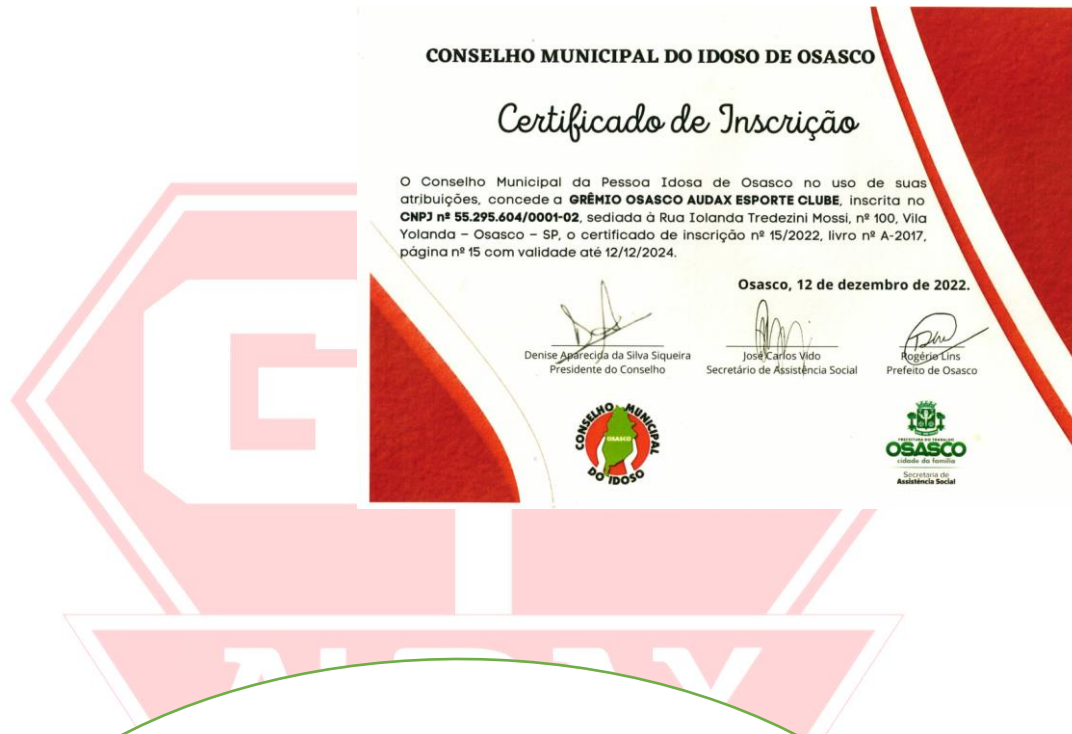 CONSELHO MUNICIPAL DO IDOSO DE OSASCO
Certificado de Inscrição
O Conselho Municipal da Pessoa Idosa de Osasco no uso de suas
atribuições, concede a GRÊMIO OSASCO AUDAX ESPORTE CLUBE, inscrita no
CNPJ nº 55.295.604/0001-02, sediada à Rua Iolanda Tredezini Mossi, nº 100, Vila
Yolanda – Osasco – SP, o certificado de inscrição nº 15/2022, livro nº A-2017,
página nº 15 com validade até 12/12/2024.
Osasco, 12 de dezembro de 2022.
Denise Aparecida da Silva Siqueira
Presidente do Conselho
José Carlos Vido
Secretário de Assistência Social
Rogério Lins
Prefeito de Osasco
CONSELHO MUNICIPAL
OSASCO
DO IDOSO
PREFEITURA DO TRABALHO
OSASCO
cidade da família
Secretaria de
Assistência Social
AUDAX